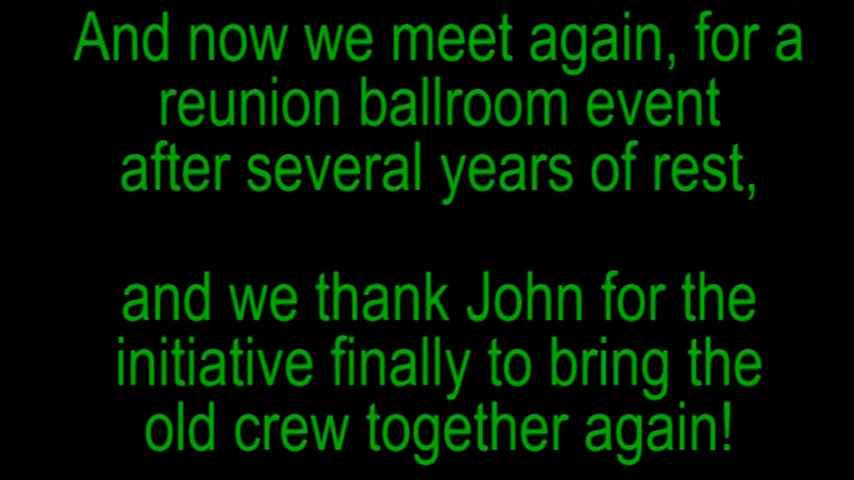 And now we meet again, for a
reunion ballroom event
after several years of rest,
and we thank John for the
initiative finally to bring the
old crew together again!